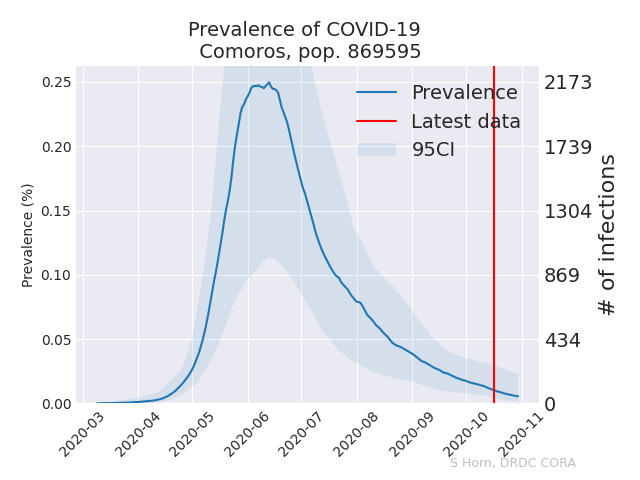 Prevalence of COVID-19
Comoros, pop. 869595
Prevalence (%)
0.25
0.20
0.15
0.10
0.05
0.00
Prevalence
Latest data
95CI
2173
1739
1304
869
434
0
# of infections
2020-03
2020-04
2020-05
2020-06
2020-07
2020-08
2020-09
2020-10
2020-11
S Horn, DRDC CORA